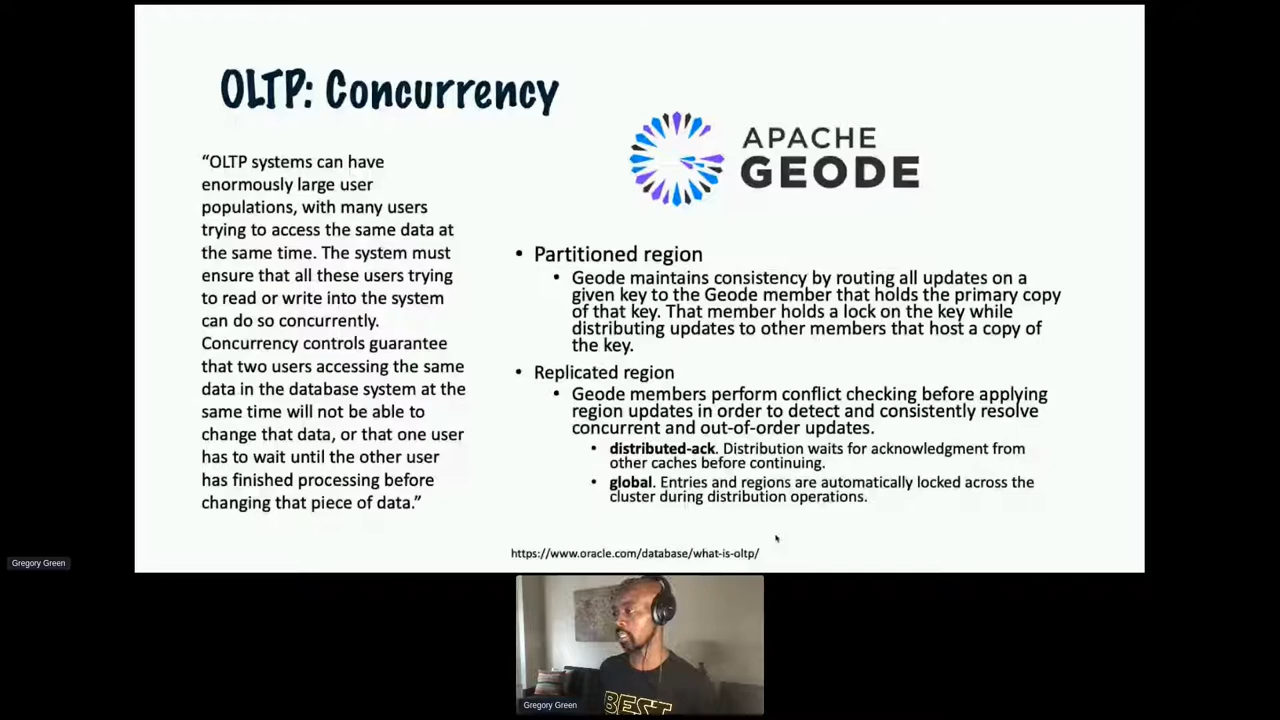 OLTP: Concurrency
APACHE
GEODE
“OLTP systems can have
enormously large user
populations, with many users
trying to access the same data at
the same time. The system must
ensure that all these users trying
to read or write into the system
can do so concurrently.
Concurrency controls guarantee
that two users accessing the same
data in the database system at the
same time will not be able to
change that data, or that one user
has to wait until the other user
has finished processing before
changing that piece of data.”
• Partitioned region
• Geode maintains consistency by routing all updates on a
given key to the Geode member that holds the primary copy
of that key. That member holds a lock on the key while
distributing updates to other members that host a copy of
the key.
• Replicated region
• Geode members perform conflict checking before applying
region updates in order to detect and consistently resolve
concurrent and out-of-order updates.
• distributed-ack. Distribution waits for acknowledgment from
other caches before continuing.
• global. Entries and regions are automatically locked across the
cluster during distribution operations.
https://www.oracle.com/database/what-is-oltp/
Gregory Green
BEST
Gregory Green